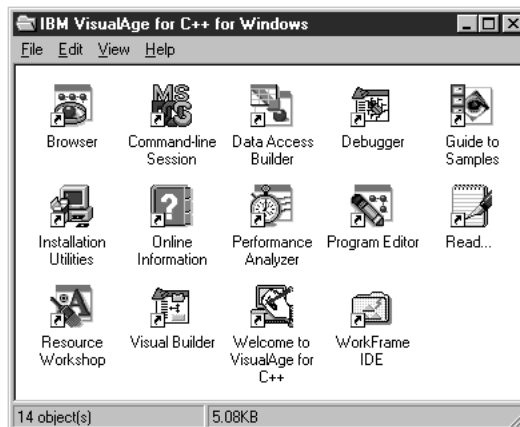 IBM VisualAge for C++ for Windows
File Edit View Help
Browser
Command-line
Session
Data Access
Builder
Debugger
Guide to
Samples
Installation
Utilities
Online
Information
Performance
Analyzer
Program Editor
Read...
Resource
Workshop
Visual Builder
Welcome to
VisualAge for
C++
WorkFrame
IDE
14 object(s) 5.08KB